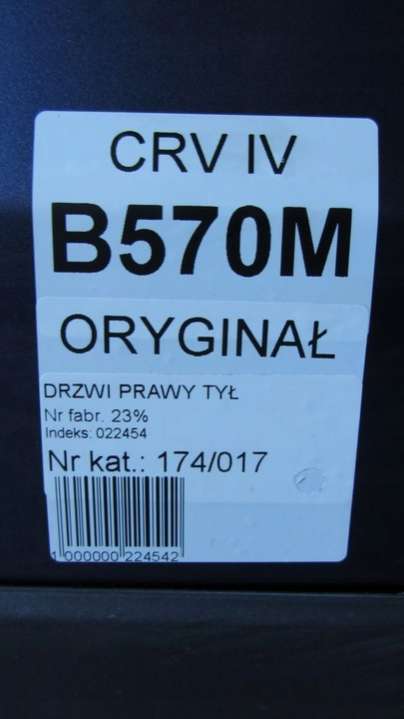 CRV IV
B570M
ORYGINAŁ
DRZWI PRAWY TYŁ
Nr fabr. 23%
Indeks: 022454
Nr kat.: 174/017
1 000000 224542